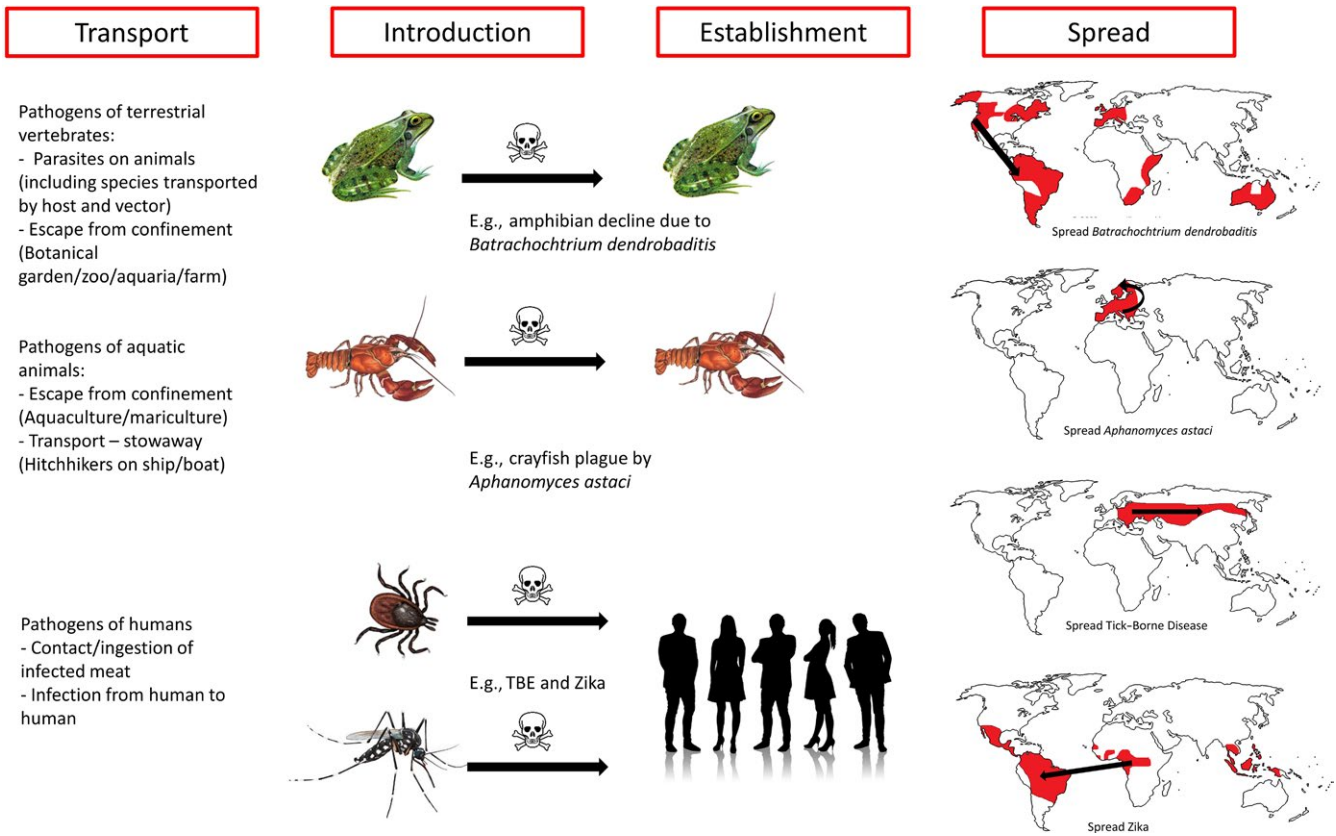 Transport
Introduction
Establishment
Spread
Pathogens of terrestrial
vertebrates:
- Parasites on animals
(including species transported
by host and vector)
- Escape from confinement
(Botanical
garden/zoo/aquaria/farm)
E.g., amphibian decline due to
Batrachochtrium dendrobaditis
Spread Batrachochtrium dendrobaditis
Pathogens of aquatic
animals:
- Escape from confinement
(Aquaculture/mariculture)
- Transport – stowaway
(Hitchhikers on ship/boat)
E.g., crayfish plague by
Aphanomyces astaci
Spread Aphanomyces astaci
Pathogens of humans
- Contact/ingestion of
infected meat
- Infection from human to
human
E.g., TBE and Zika
Spread Tick–Borne Disease
Spread Zika